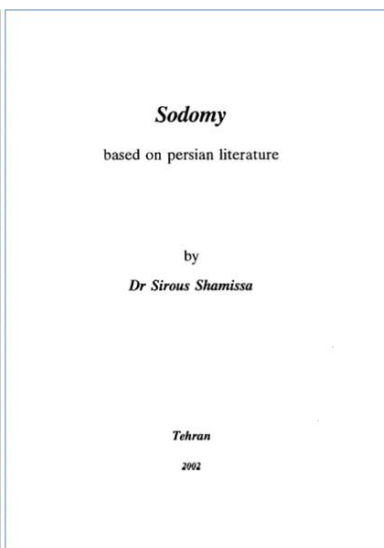 Sodomy
based on persian literature
by
Dr Sirous Shamissa
Tehran
2002